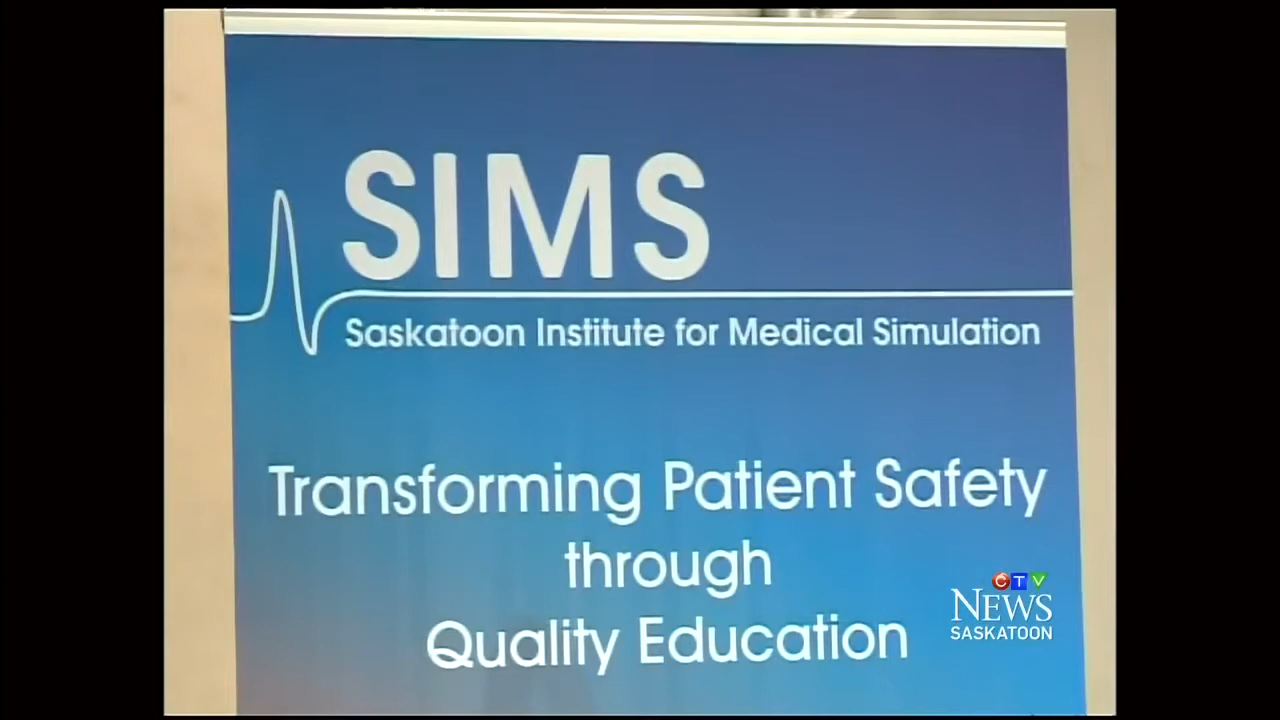 SIMS
Saskatoon Institute for Medical Simulation
Transforming Patient Safety
through
Quality Education
CTV
NEWS
SASKATOON